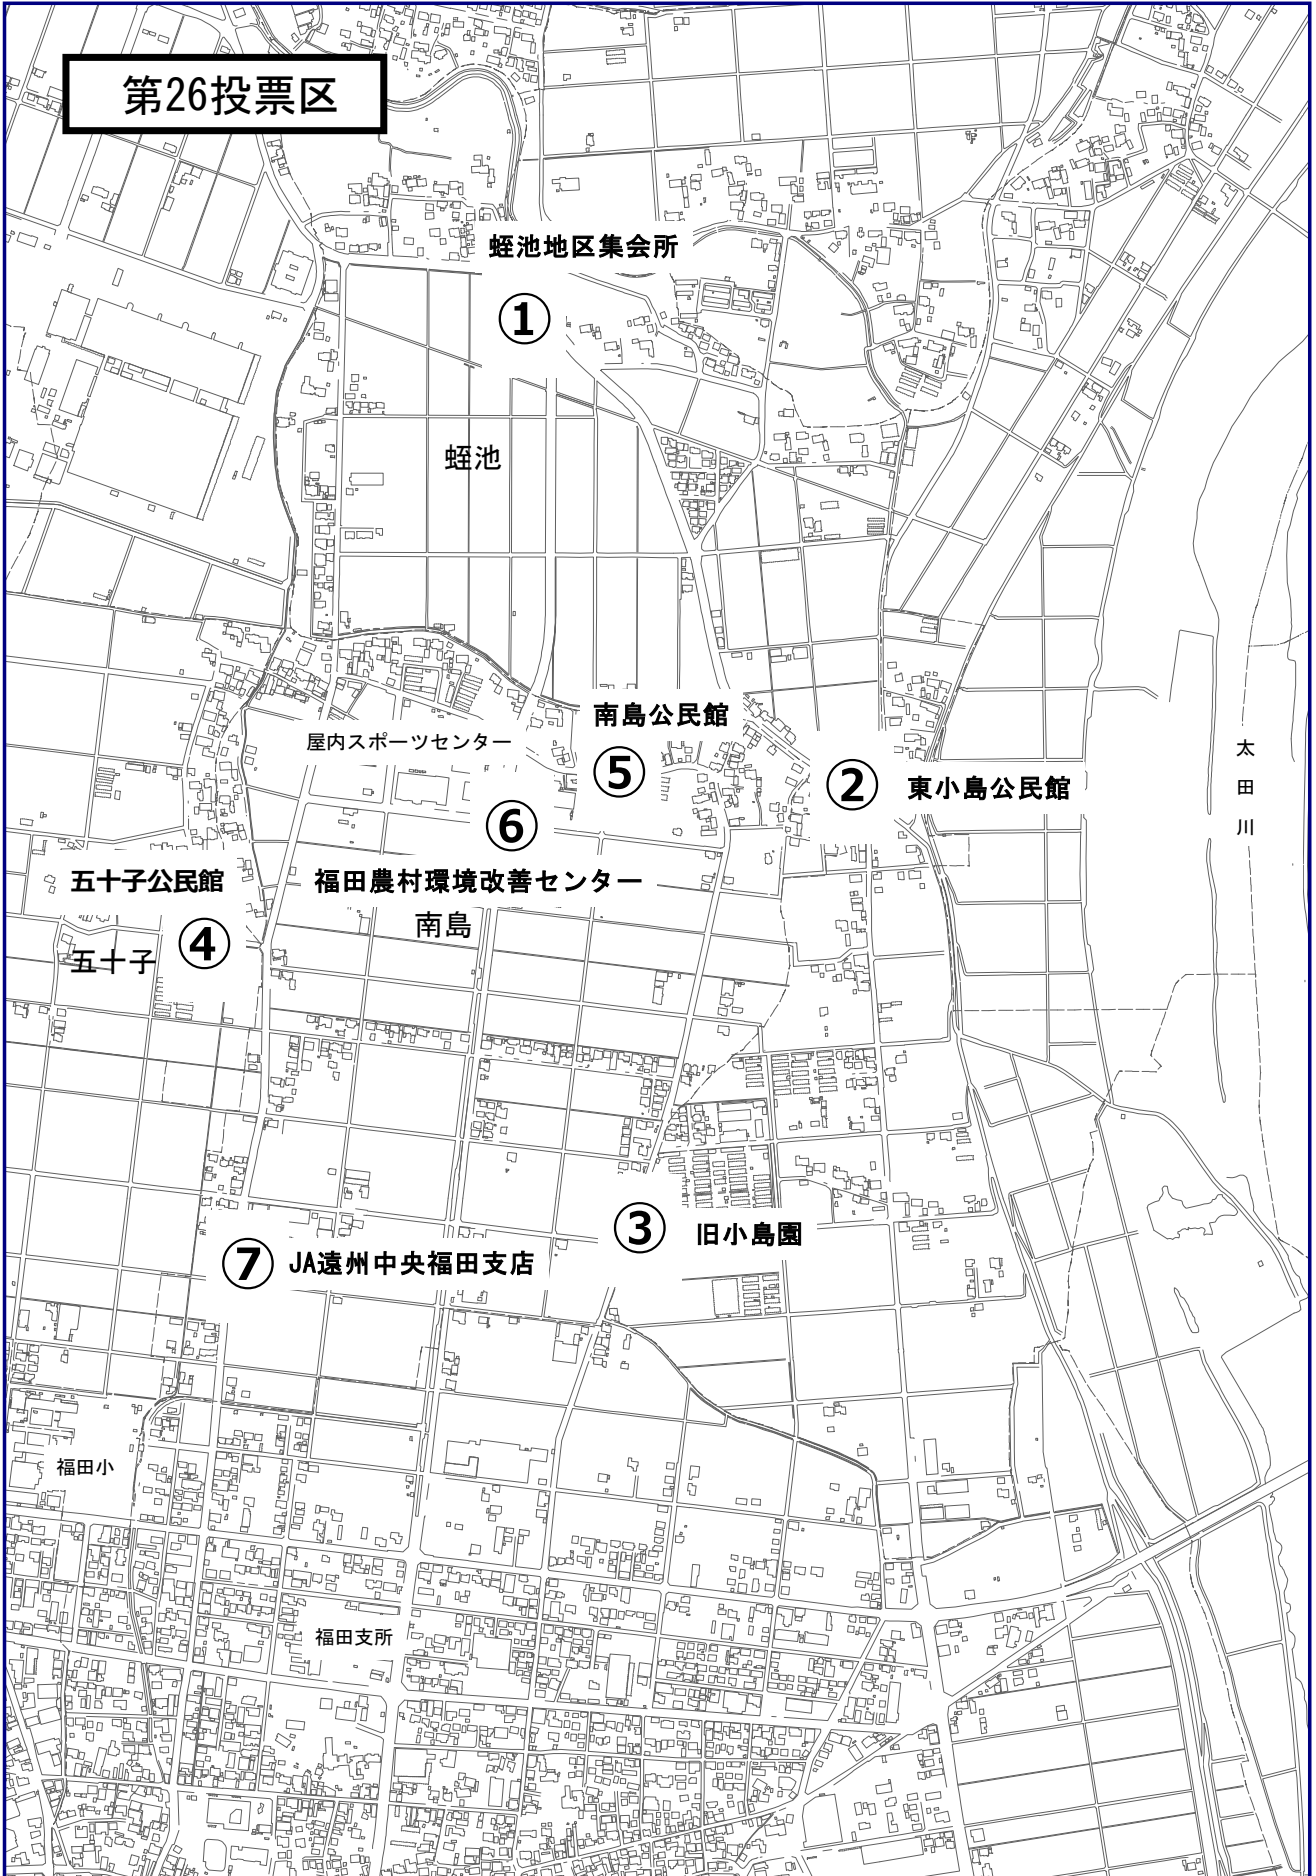 第26投票区
蛭池地区集会所
①
蛭池
南島公民館
屋内スポーツセンター
⑤
② 東小島公民館
太田川
⑥
五十子公民館
福田農村環境改善センター
南島
④
五十子
③ 旧小島園
⑦ JA遠州中央福田支店
福田小
福田支所